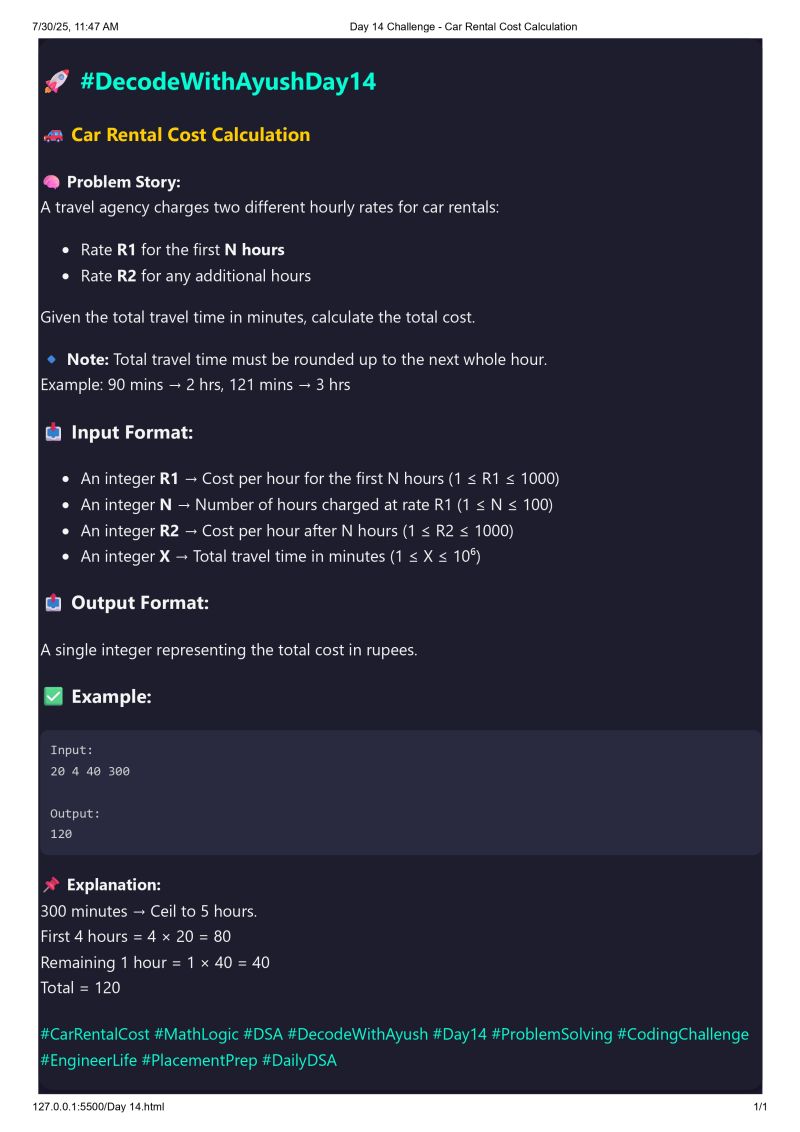 7/30/25, 11:47 AM
Day 14 Challenge - Car Rental Cost Calculation
🚀 #DecodeWithAyushDay14
🚗 Car Rental Cost Calculation
🧠 Problem Story:
A travel agency charges two different hourly rates for car rentals:
• Rate R1 for the first N hours
• Rate R2 for any additional hours
Given the total travel time in minutes, calculate the total cost.
🔹 Note: Total travel time must be rounded up to the next whole hour.
Example: 90 mins → 2 hrs, 121 mins → 3 hrs
📥 Input Format:
• An integer R1 → Cost per hour for the first N hours (1 ≤ R1 ≤ 1000)
• An integer N → Number of hours charged at rate R1 (1 ≤ N ≤ 100)
• An integer R2 → Cost per hour after N hours (1 ≤ R2 ≤ 1000)
• An integer X → Total travel time in minutes (1 ≤ X ≤ 10⁶)
📤 Output Format:
A single integer representing the total cost in rupees.
✅ Example:
Input:
20 4 40 300
Output:
120
📌 Explanation:
300 minutes → Ceil to 5 hours.
First 4 hours = 4 × 20 = 80
Remaining 1 hour = 1 × 40 = 40
Total = 120
#CarRentalCost #MathLogic #DSA #DecodeWithAyush #Day14 #ProblemSolving #CodingChallenge
#EngineerLife #PlacementPrep #DailyDSA
127.0.0.1:5500/Day 14.html
1/1